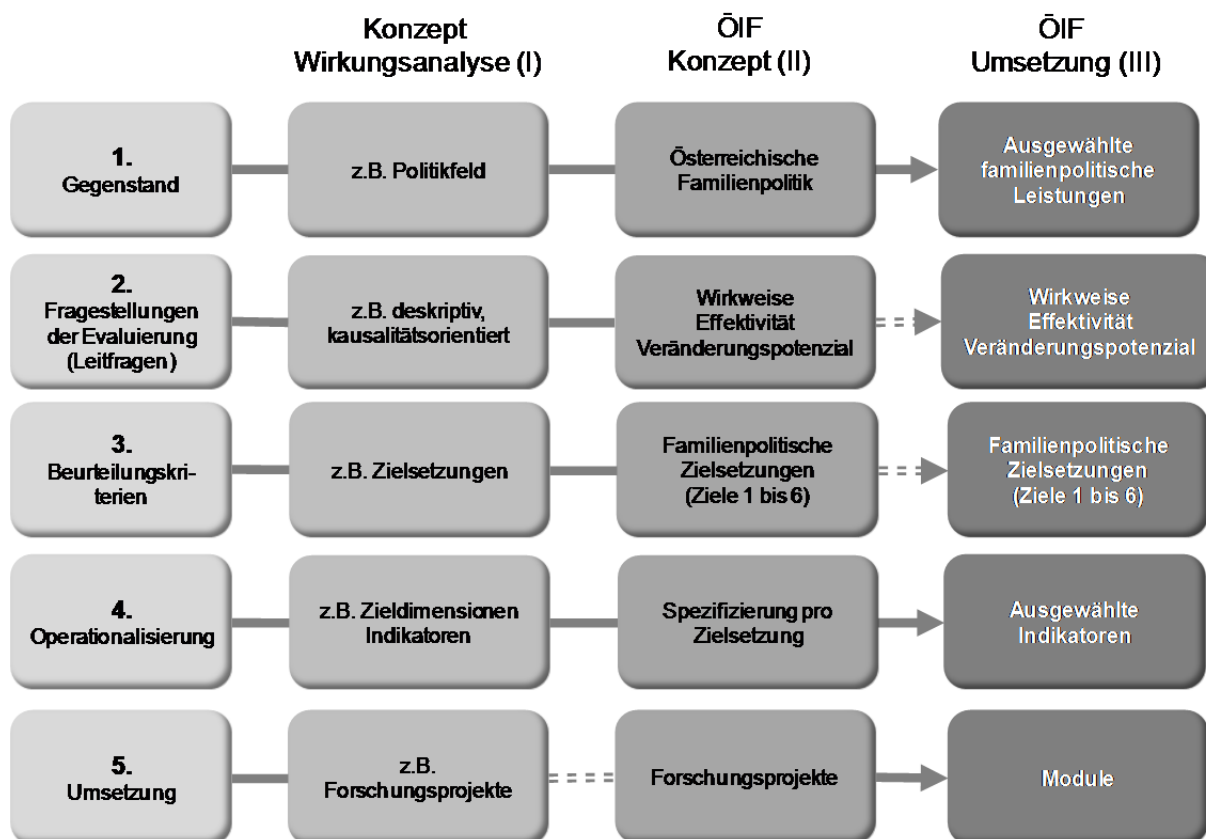 Konzept
Wirkungsanalyse (I)
ÖIF
Konzept (II)
ÖIF
Umsetzung (III)
1.
Gegenstand
z.B. Politikfeld
Österreichische
Familienpolitik
Ausgewählte
familienpolitische
Leistungen
2.
Fragestellungen
der Evaluierung
(Leitfragen)
z.B. deskriptiv,
kausalitätsorientiert
Wirkweise
Effektivität
Veränderungspotenzial
Wirkweise
Effektivität
Veränderungspotenzial
3.
Beurteilungskri-
terien
z.B. Zielsetzungen
Familienpolitische
Zielsetzungen
(Ziele 1 bis 6)
Familienpolitische
Zielsetzungen
(Ziele 1 bis 6)
4.
Operationalisierung
z.B. Zieldimensionen
Indikatoren
Spezifizierung pro
Zielsetzung
Ausgewählte
Indikatoren
5.
Umsetzung
z.B.
Forschungsprojekte
Forschungsprojekte
Module